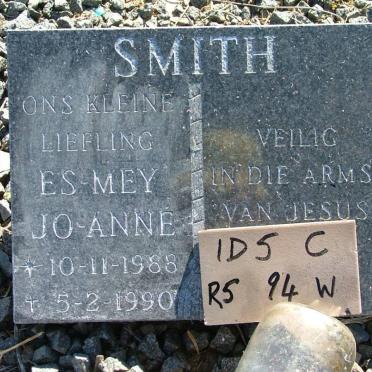 SMITH
ONS KLEINE
LIEFLING
ES-MEY
JO-ANNE
* 10-11-1988
+ 5-2-1990
VEILIG
IN DIE ARMS
VAN JESUS
1D5 C
R5 94 W